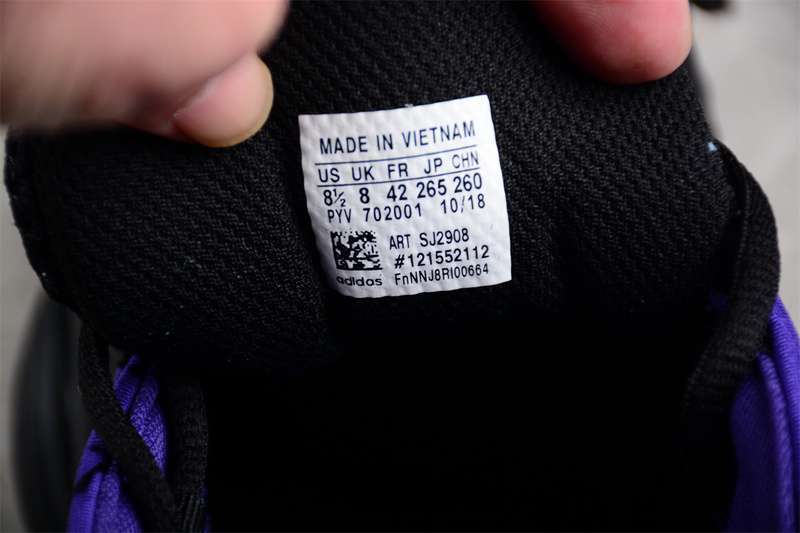 MADE IN VIETNAM
US UK FR JP CHN
8½ 8 42 265 260
PYV 702001 10/18
ART SJ2908
#121552112
adidas FnNNJ8RI00664